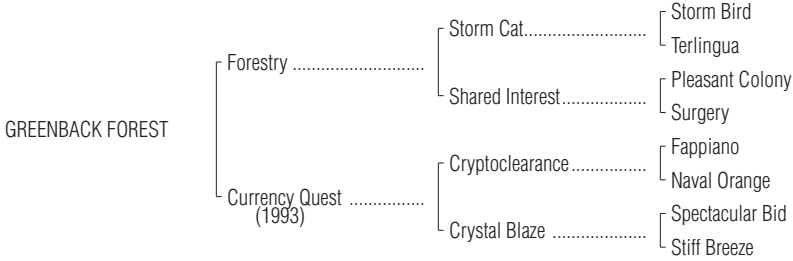 Storm Bird
Storm Cat..........................
Terlingua
Forestry ............................
Pleasant Colony
Shared Interest..................
Surgery
GREENBACK FOREST
Fappiano
Cryptoclearance................
Naval Orange
Currency Quest ................
(1993)
Spectacular Bid
Crystal Blaze ....................
Stiff Breeze